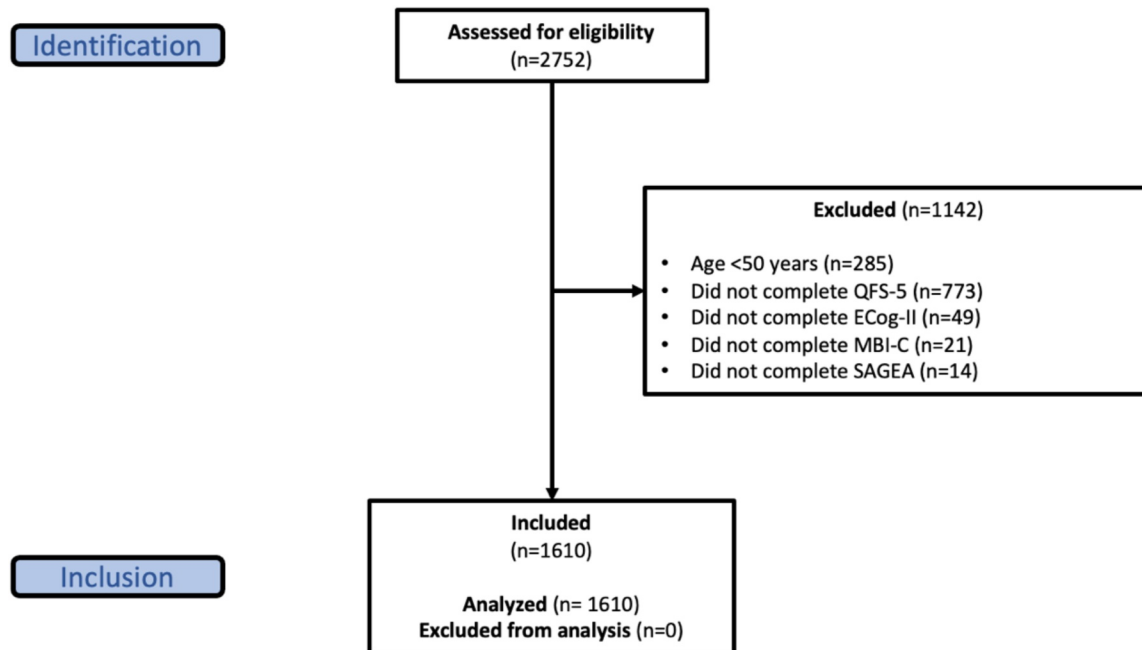 Identification
Assessed for eligibility
(n=2752)
Excluded (n=1142)
• Age <50 years (n=285)
• Did not complete QFS-5 (n=773)
• Did not complete ECog-II (n=49)
• Did not complete MBI-C (n=21)
• Did not complete SAGEA (n=14)
Inclusion
Included
(n=1610)
Analyzed (n= 1610)
Excluded from analysis (n=0)